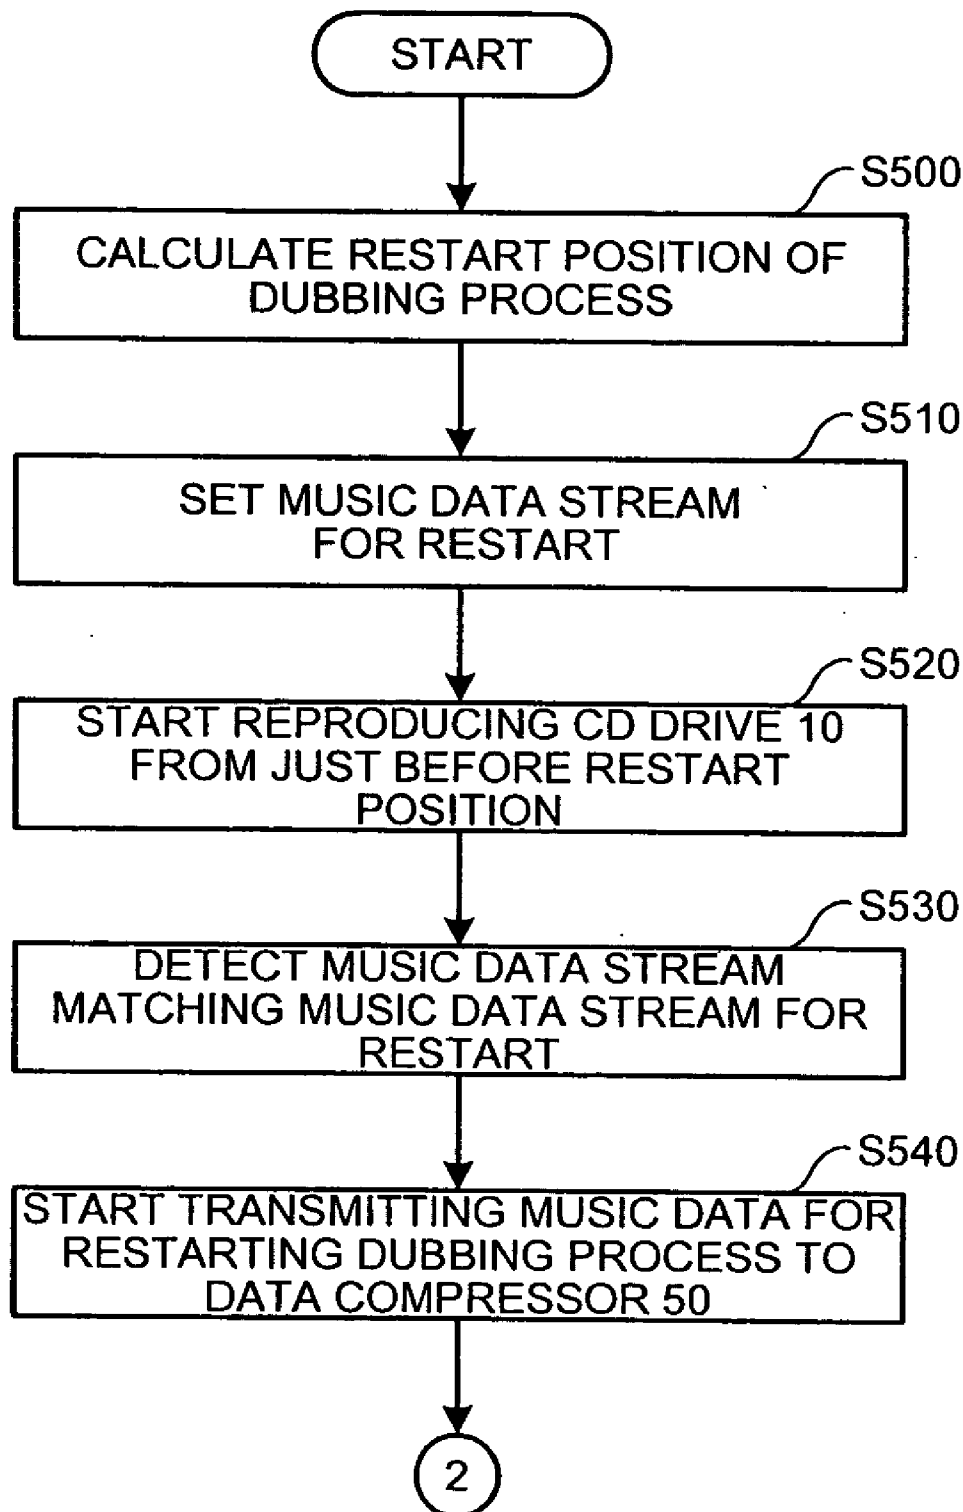 START
S500
CALCULATE RESTART POSITION OF
DUBBING PROCESS
S510
SET MUSIC DATA STREAM
FOR RESTART
S520
START REPRODUCING CD DRIVE 10
FROM JUST BEFORE RESTART
POSITION
S530
DETECT MUSIC DATA STREAM
MATCHING MUSIC DATA STREAM FOR
RESTART
S540
START TRANSMITTING MUSIC DATA FOR
RESTARTING DUBBING PROCESS TO
DATA COMPRESSOR 50
2